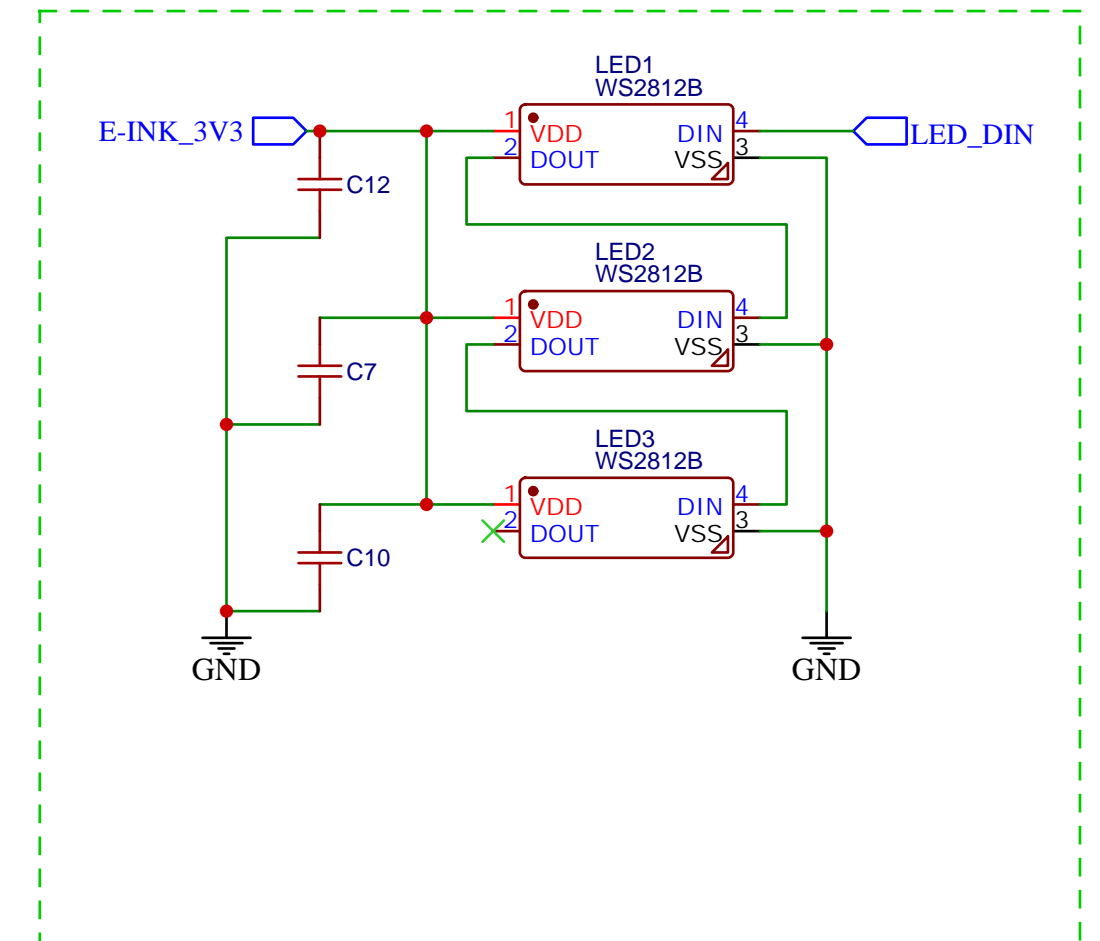 LED1
WS2812B
E-INK_3V3
1
VDD
DIN
4
LED_DIN
2
DOUT
VSS
3
C12
LED2
WS2812B
1
VDD
DIN
4
2
DOUT
VSS
3
C7
LED3
WS2812B
1
VDD
DIN
4
2
DOUT
VSS
3
C10
GND
GND